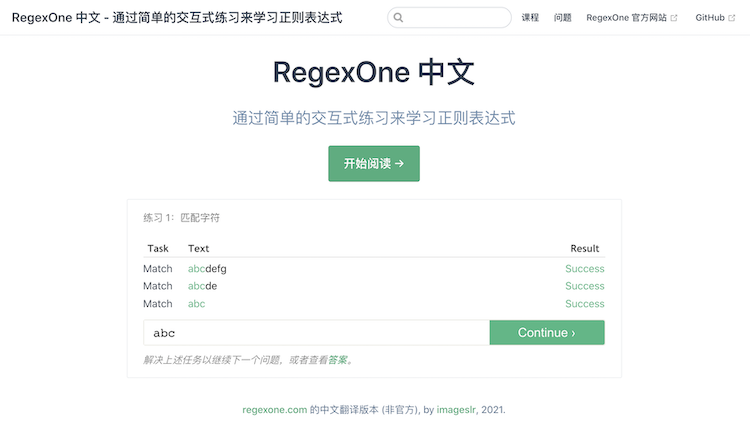 RegexOne 中文 - 通过简单的交互式练习来学习正则表达式 课程 问题 RegexOne 官方网站 GitHub
RegexOne 中文
通过简单的交互式练习来学习正则表达式
开始阅读 →
练习 1：匹配字符
Task Text Result
Match abcdefg Success
Match abcde Success
Match abc Success
abc Continue ›
解决上述任务以继续下一个问题，或者查看答案。
regexone.com 的中文翻译版本 (非官方), by imageslr, 2021.